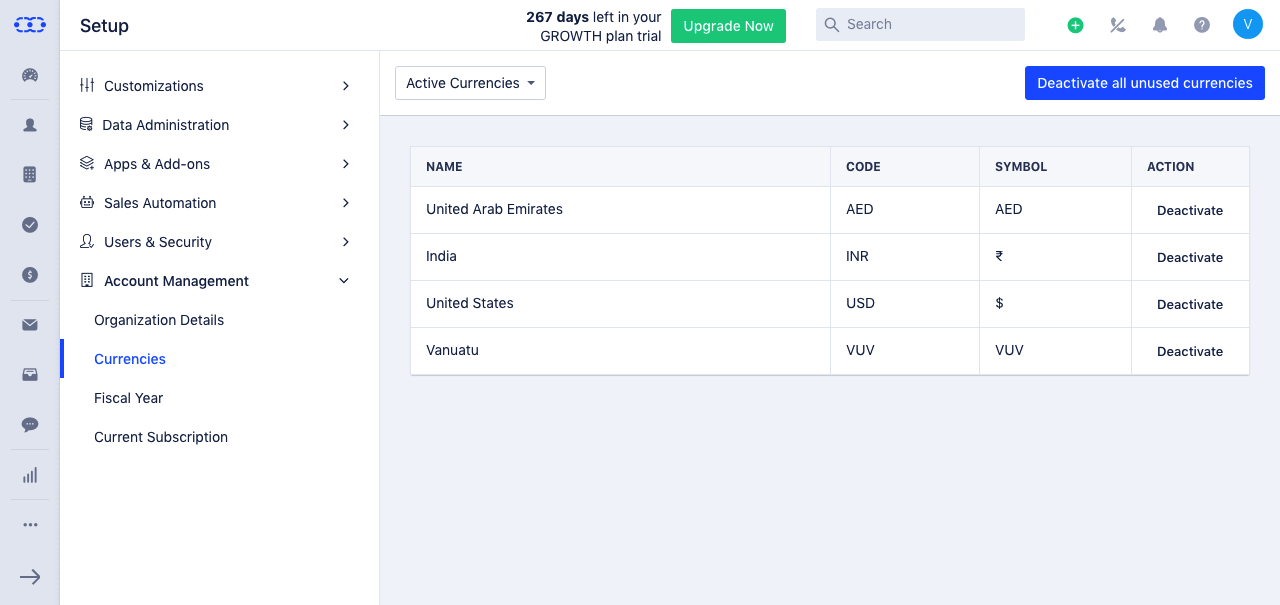 Setup
267 days left in your
GROWTH plan trial
Upgrade Now
Search
V
Customizations
Data Administration
Apps & Add-ons
Sales Automation
Users & Security
Account Management
Organization Details
Currencies
Fiscal Year
Current Subscription
Active Currencies
Deactivate all unused currencies
NAME CODE SYMBOL ACTION
United Arab Emirates AED AED Deactivate
India INR ₹ Deactivate
United States USD $ Deactivate
Vanuatu VUV VUV Deactivate